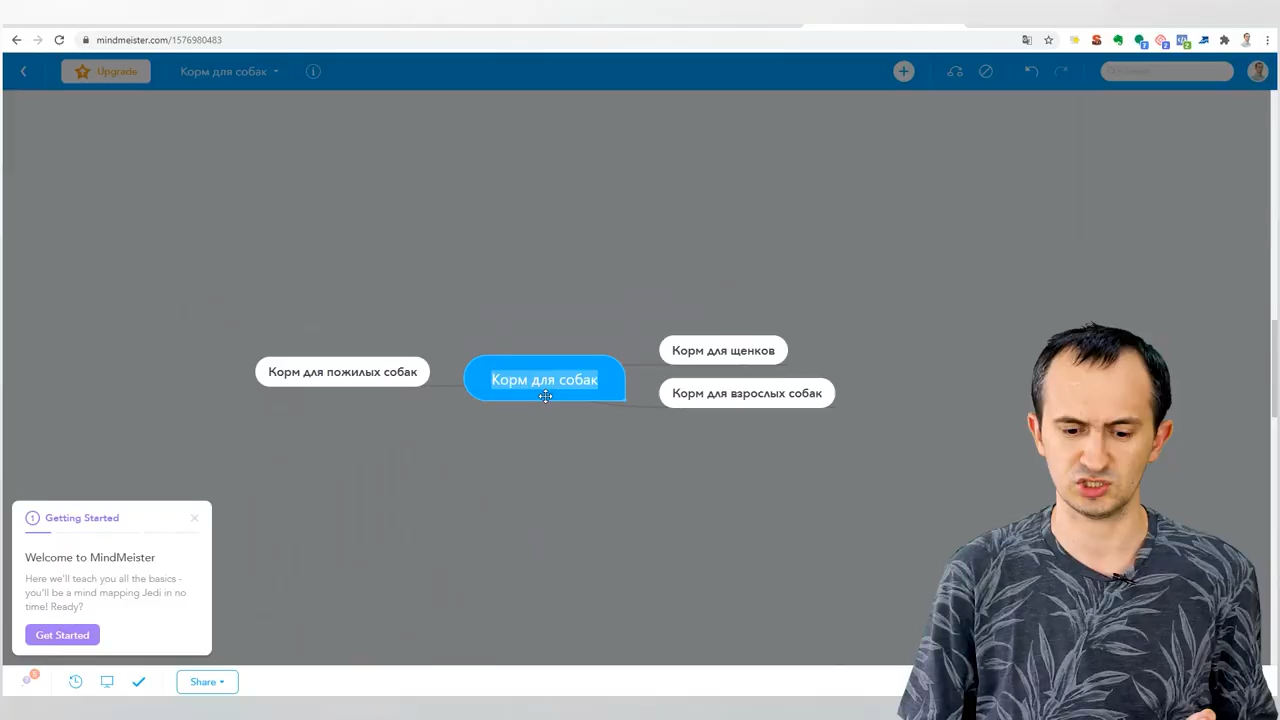 mindmeister.com/1576980483
Upgrade
Корм для собак
Корм для щенков
Корм для пожилых собак
Корм для собак
Корм для взрослых собак
1 Getting Started
Welcome to MindMeister
Here we'll teach you all the basics -
you'll be a mind mapping Jedi in no
time! Ready?
Get Started
Share